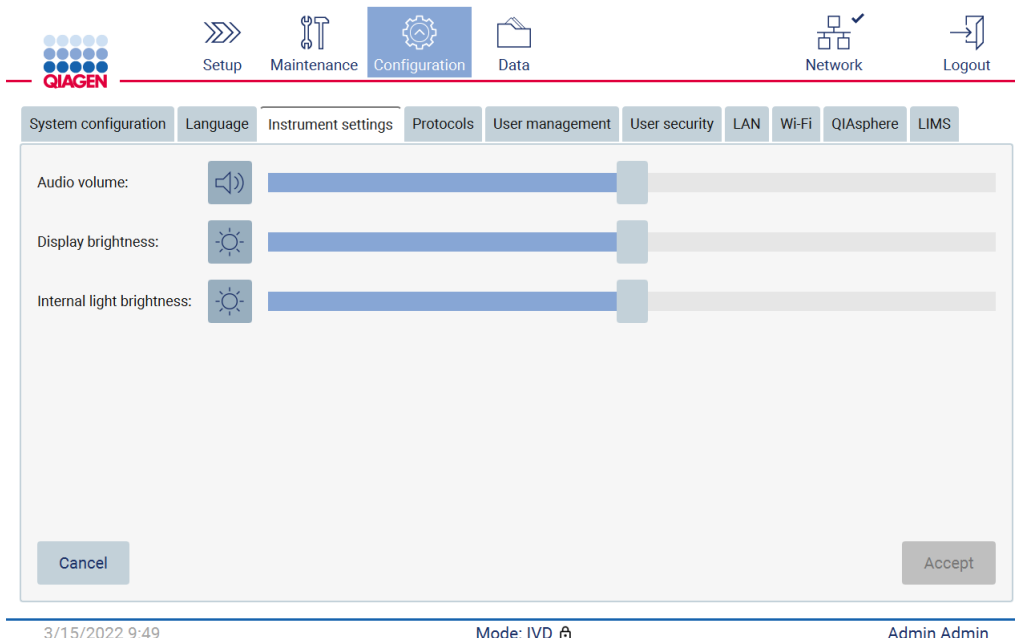 QIAGEN
Setup Maintenance Configuration Data Network Logout
System configuration Language Instrument settings Protocols User management User security LAN Wi-Fi QIAsphere LIMS
Audio volume:
Display brightness:
Internal light brightness:
Cancel Accept
3/15/2022 9:49 Mode: IVD Admin Admin